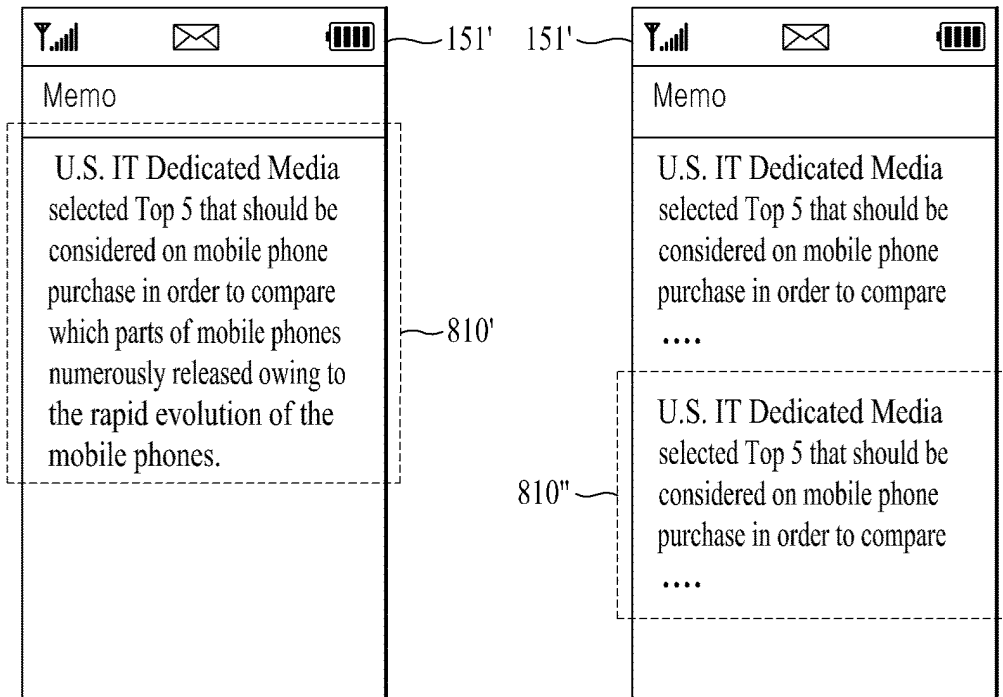 151'
Memo
U.S. IT Dedicated Media
selected Top 5 that should be
considered on mobile phone
purchase in order to compare
which parts of mobile phones
numerously released owing to
the rapid evolution of the
mobile phones.
810'
151'
Memo
U.S. IT Dedicated Media
selected Top 5 that should be
considered on mobile phone
purchase in order to compare
....
U.S. IT Dedicated Media
selected Top 5 that should be
considered on mobile phone
purchase in order to compare
....
810"